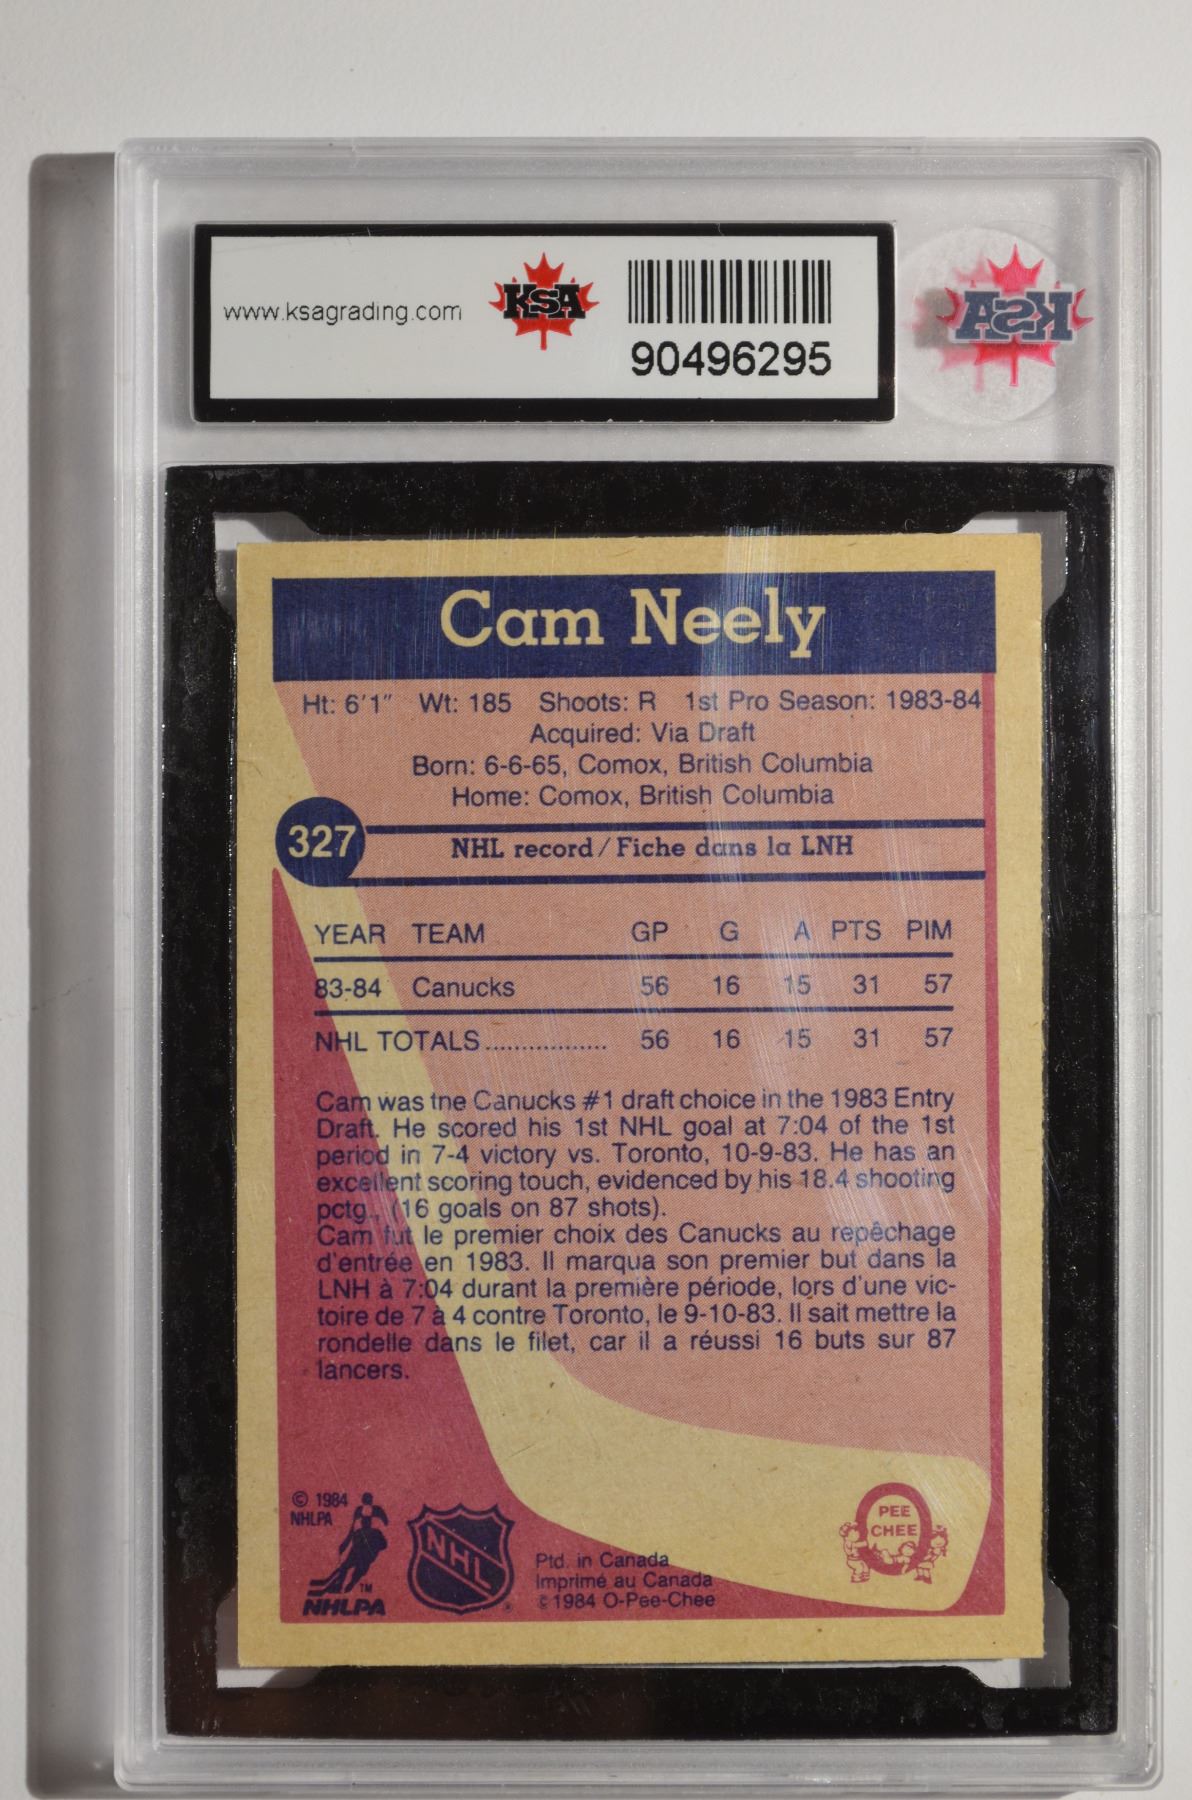 www.ksagrading.com
KSA
90496295
KSA
Cam Neely
Ht: 6'1" Wt: 185 Shoots: R 1st Pro Season: 1983-84
Acquired: Via Draft
Born: 6-6-65, Comox, British Columbia
Home: Comox, British Columbia
327
NHL record/Fiche dans la LNH
YEAR TEAM GP G A PTS PIM
83-84 Canucks 56 16 15 31 57
NHL TOTALS................. 56 16 15 31 57
Cam was the Canucks #1 draft choice in the 1983 Entry
Draft. He scored his 1st NHL goal at 7:04 of the 1st
period in 7-4 victory vs. Toronto, 10-9-83. He has an
excellent scoring touch, evidenced by his 18.4 shooting
pctg., (16 goals on 87 shots).
Cam fut le premier choix des Canucks au repêchage
d'entrée en 1983. Il marqua son premier but dans la
LNH à 7:04 durant la première période, lors d'une vic-
toire de 7 à 4 contre Toronto, le 9-10-83. Il sait mettre la
rondelle dans le filet, car il a réussi 16 buts sur 87
lancers.
© 1984
NHLPA
TM
NHLPA
NHL
®
Ptd. in Canada
Imprimé au Canada
© 1984 O-Pee-Chee
PEE
CHEE